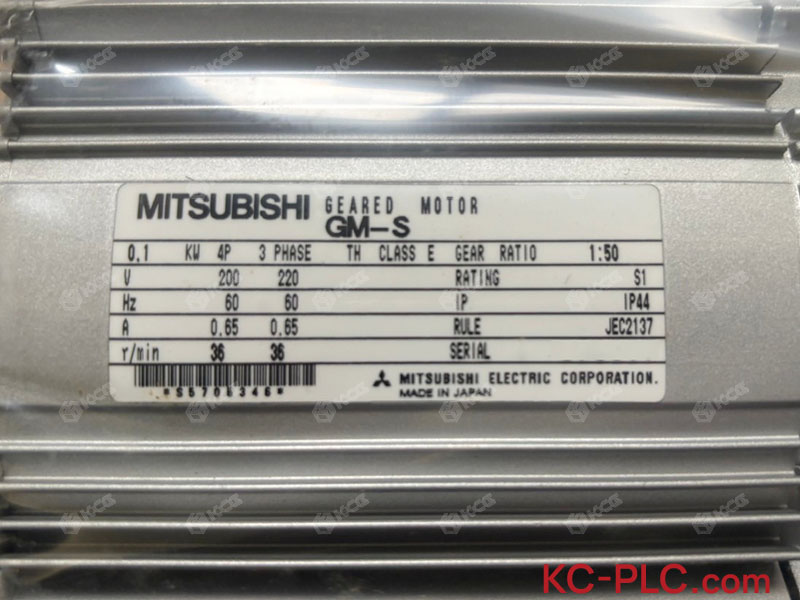 MITSUBISHI GEARED MOTOR
GM-S
0.1 KW 4P 3 PHASE TH CLASS E GEAR RATIO 1:50
V 200 220 RATING S1
Hz 60 60 IP IP44
A 0.65 0.65 RULE JEC2137
r/min 36 36 SERIAL
*S5706346*
MITSUBISHI ELECTRIC CORPORATION.
MADE IN JAPAN
KC-PLC.com